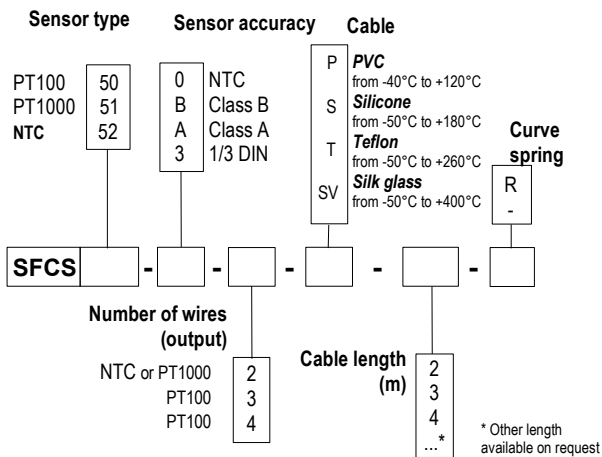 Sensor type
PT100 50
PT1000 51
NTC 52
Sensor accuracy
0 NTC
B Class B
A Class A
3 1/3 DIN
Cable
P PVC
from -40°C to +120°C
S Silicone
from -50°C to +180°C
T Teflon
from -50°C to +260°C
SV Silk glass
from -50°C to +400°C
Curve
spring
R
-
SFCS - - - - -
Number of wires
(output)
NTC or PT1000 2
PT100 3
PT100 4
Cable length
(m)
2
3
4
...*
* Other length
available on request